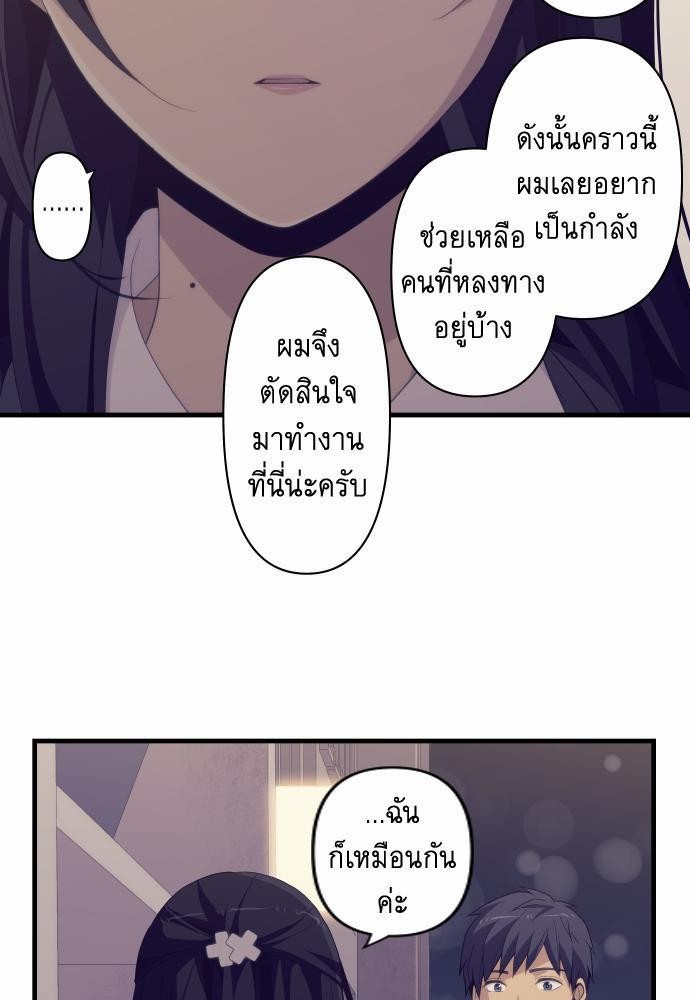 ดังนั้นคราวนี้
ผมเลยอยาก
เป็นกำลัง
ช่วยเหลือ
คนที่หลงทาง
อยู่บ้าง
......
ผมจึง
ตัดสินใจ
มาทำงาน
ที่นี่น่ะครับ
...ฉัน
ก็เหมือนกัน
ค่ะ